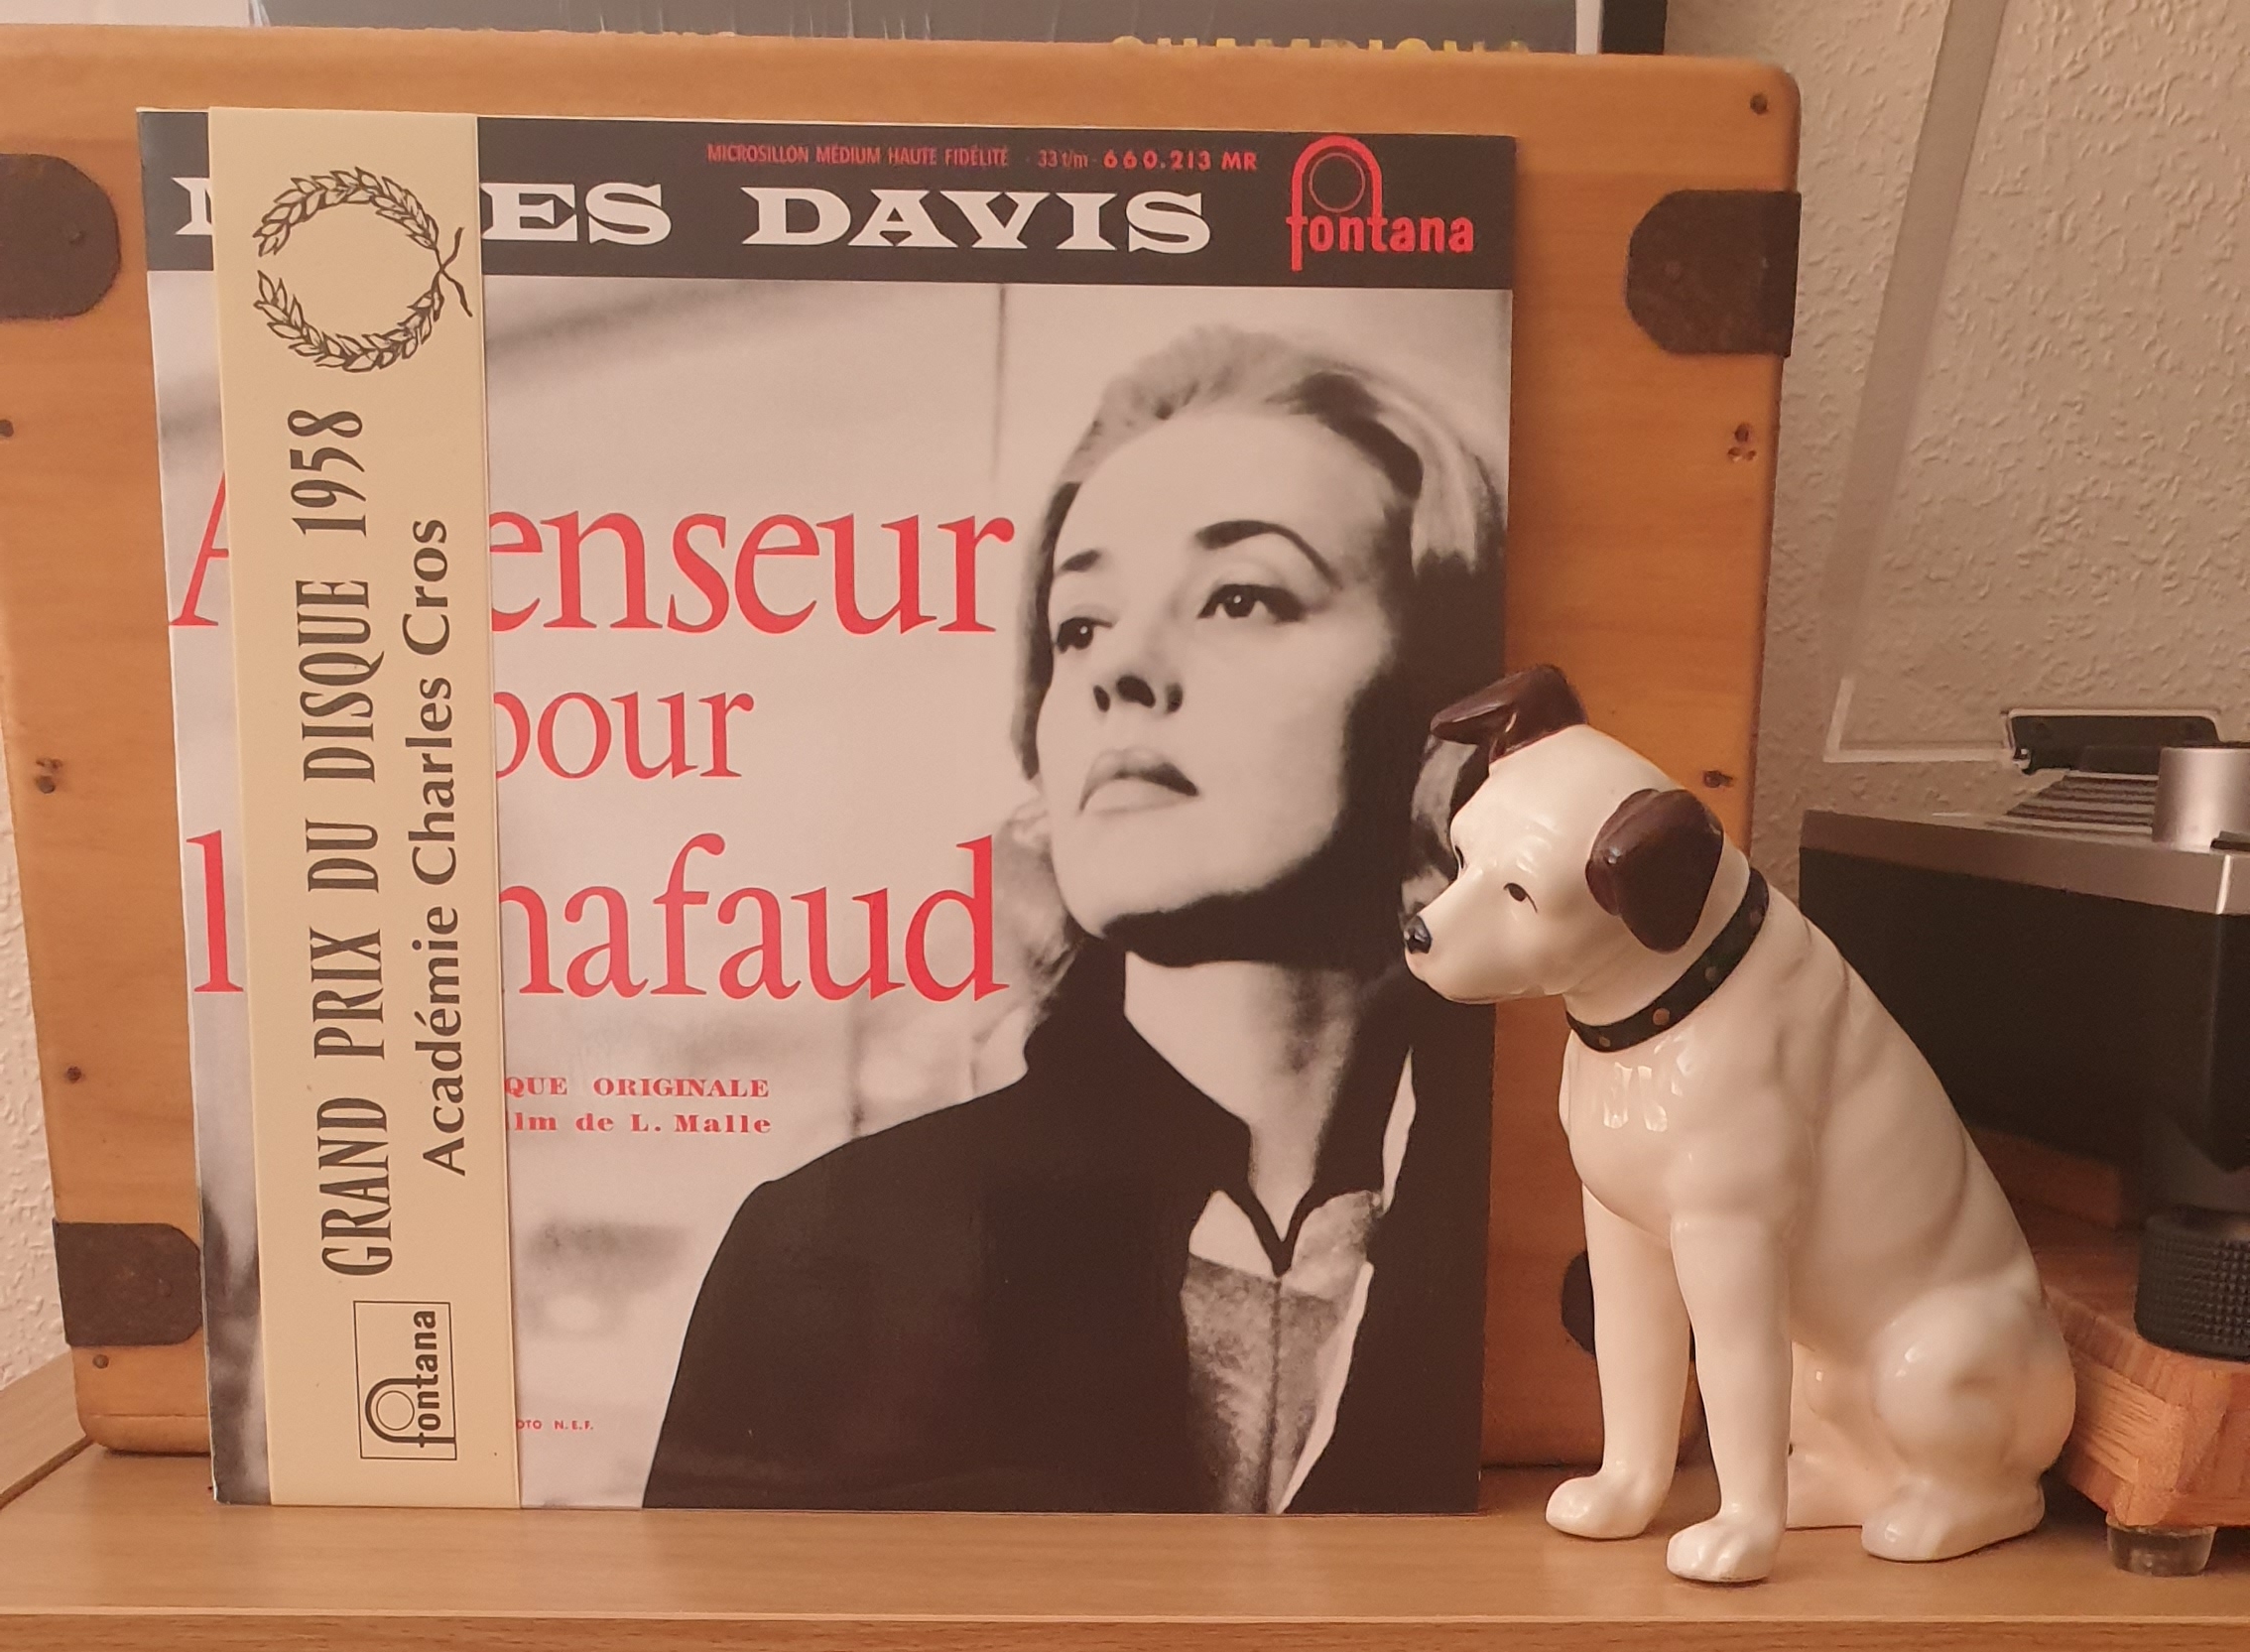 MICROSILLON MEDIUM HAUTE FIDÉLITÉ - 33 t/m - 660.213 MR
ES DAVIS
fontana
enseur
pour
l hafaud
QUE ORIGINALE
lm de L. Malle
OTO N.E.F.
GRAND PRIX DU DISQUE 1958
Académie Charles Cros
fontana